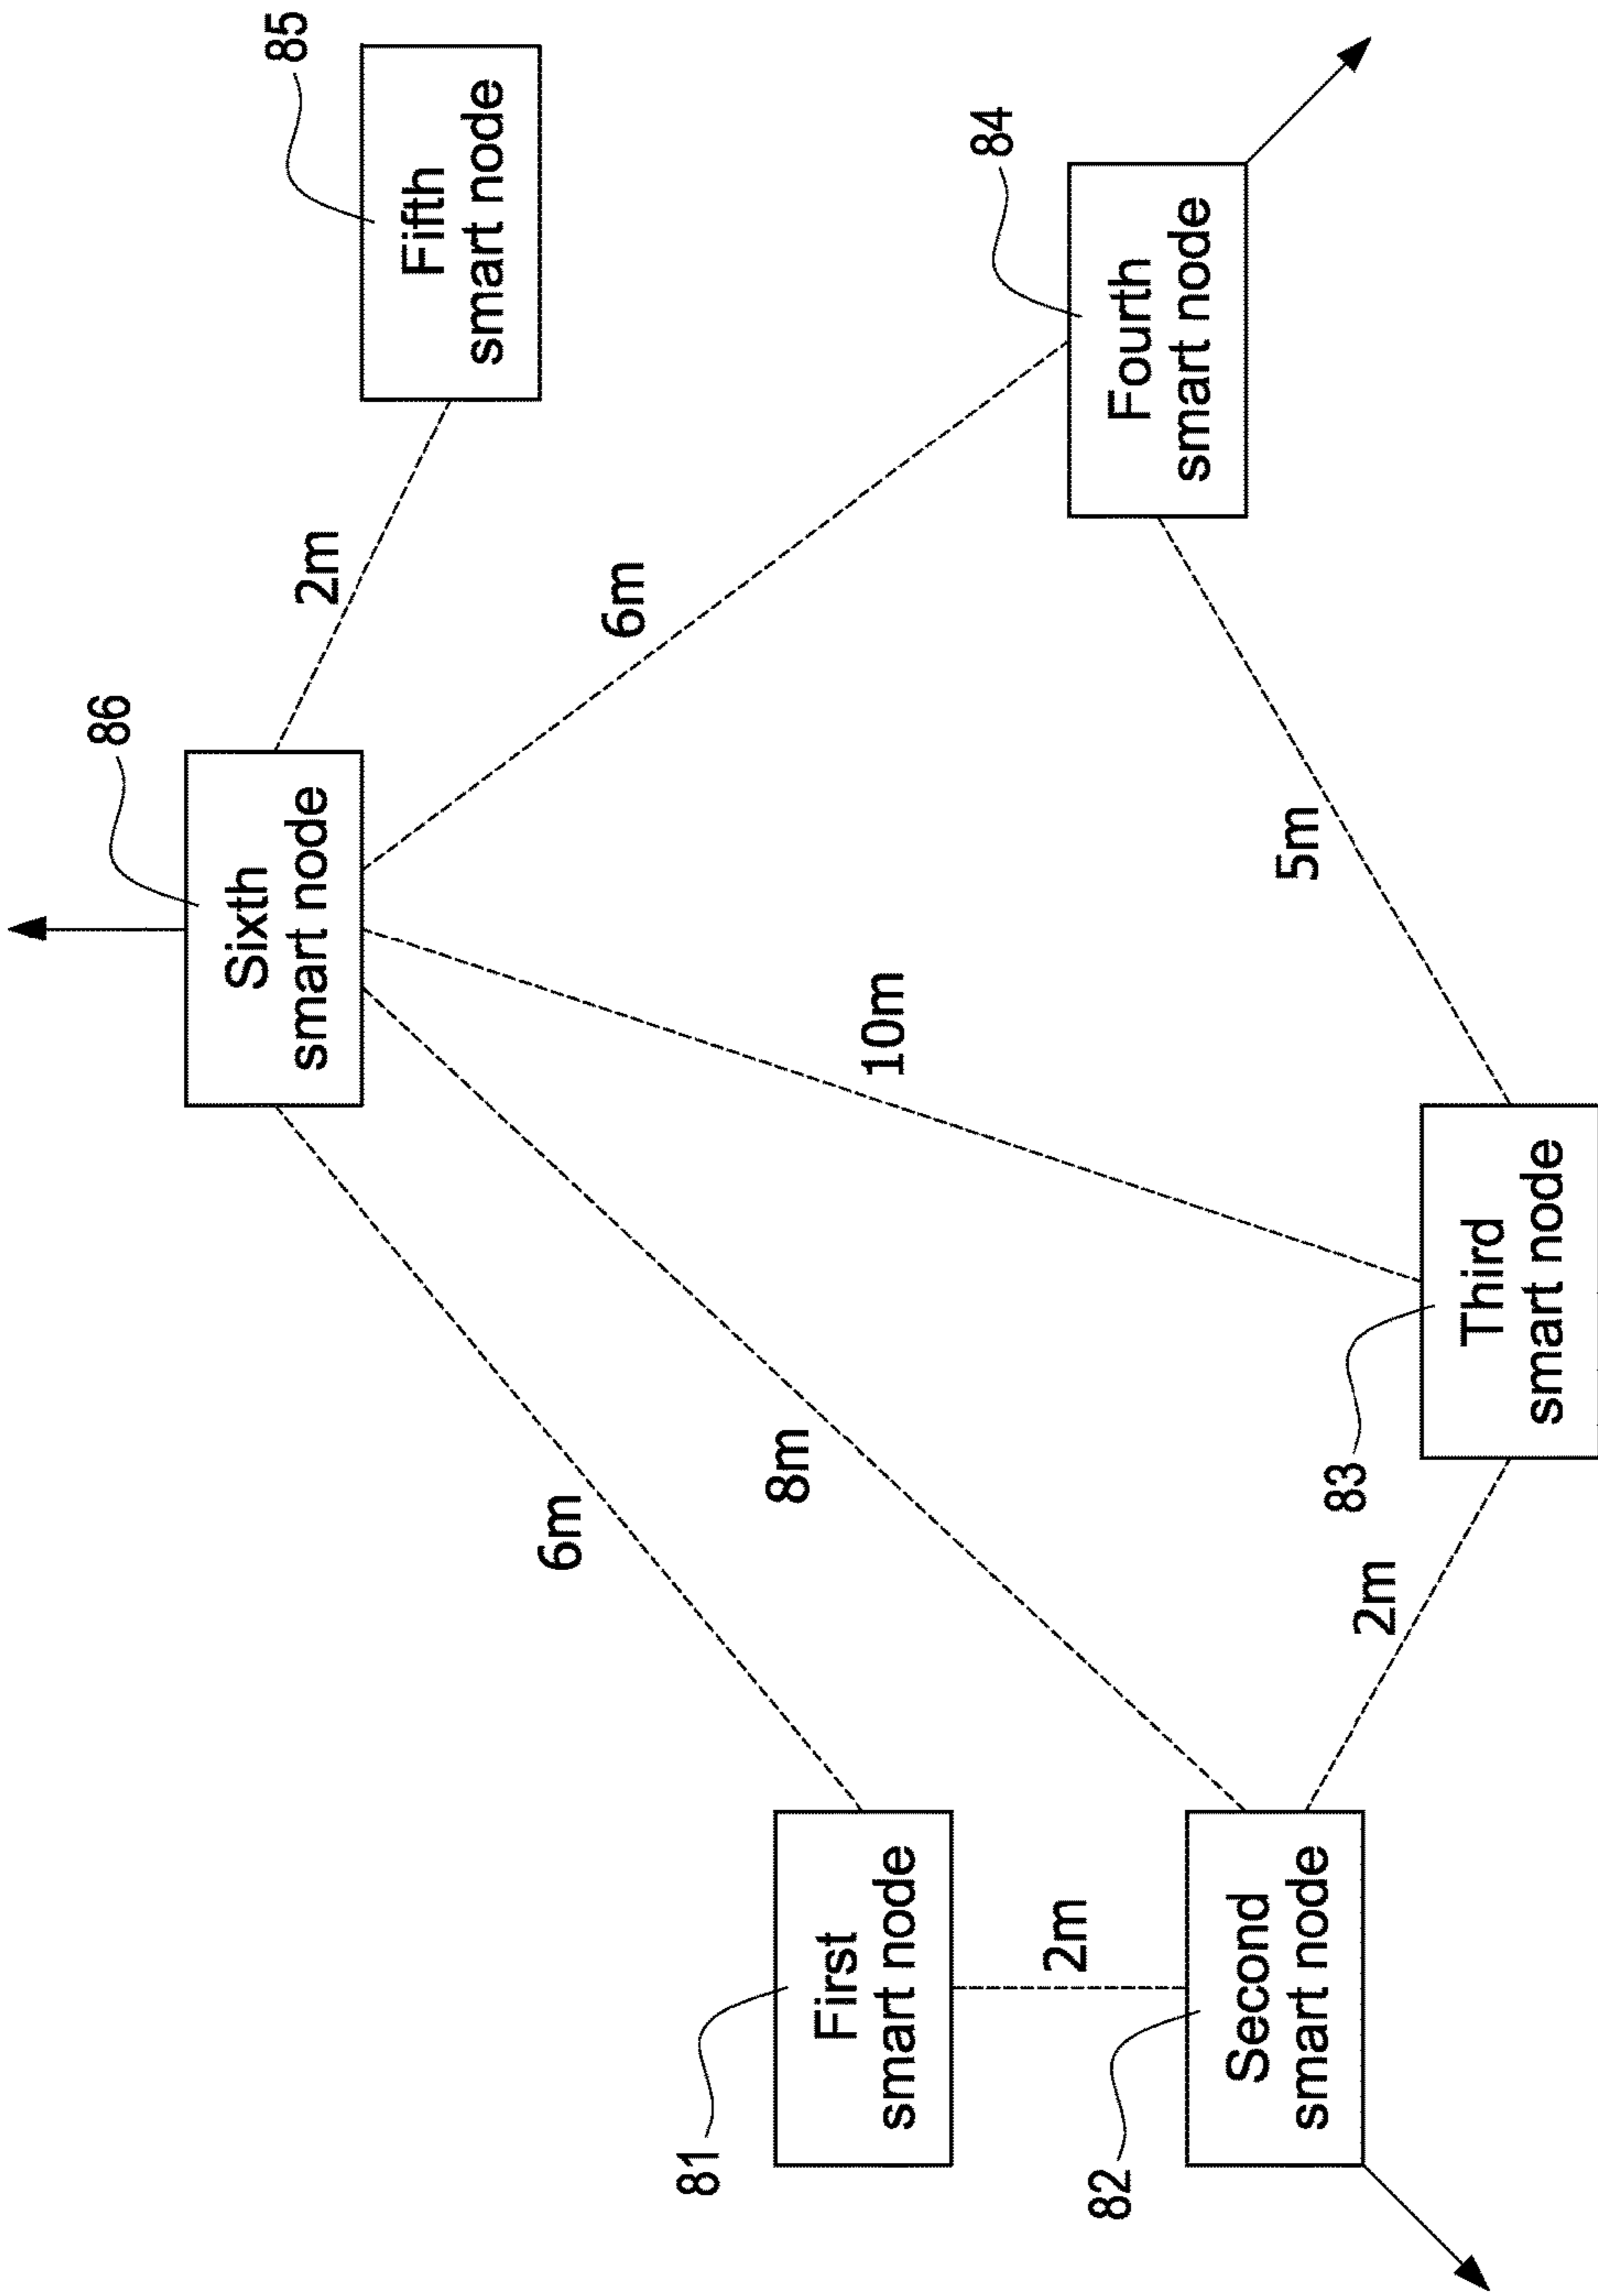 86
Sixth
smart node
85
Fifth
smart node
2m
6m
81
First
smart node
6m
8m
10m
84
Fourth
smart node
2m
82
Second
smart node
2m
83
Third
smart node
5m